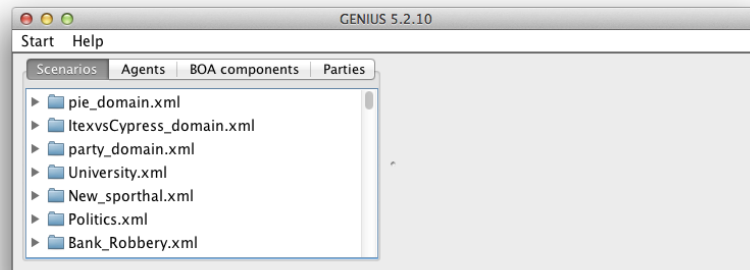 GENIUS 5.2.10
Start Help
Scenarios Agents BOA components Parties
pie_domain.xml
ItexvsCypress_domain.xml
party_domain.xml
University.xml
New_sporthal.xml
Politics.xml
Bank_Robbery.xml